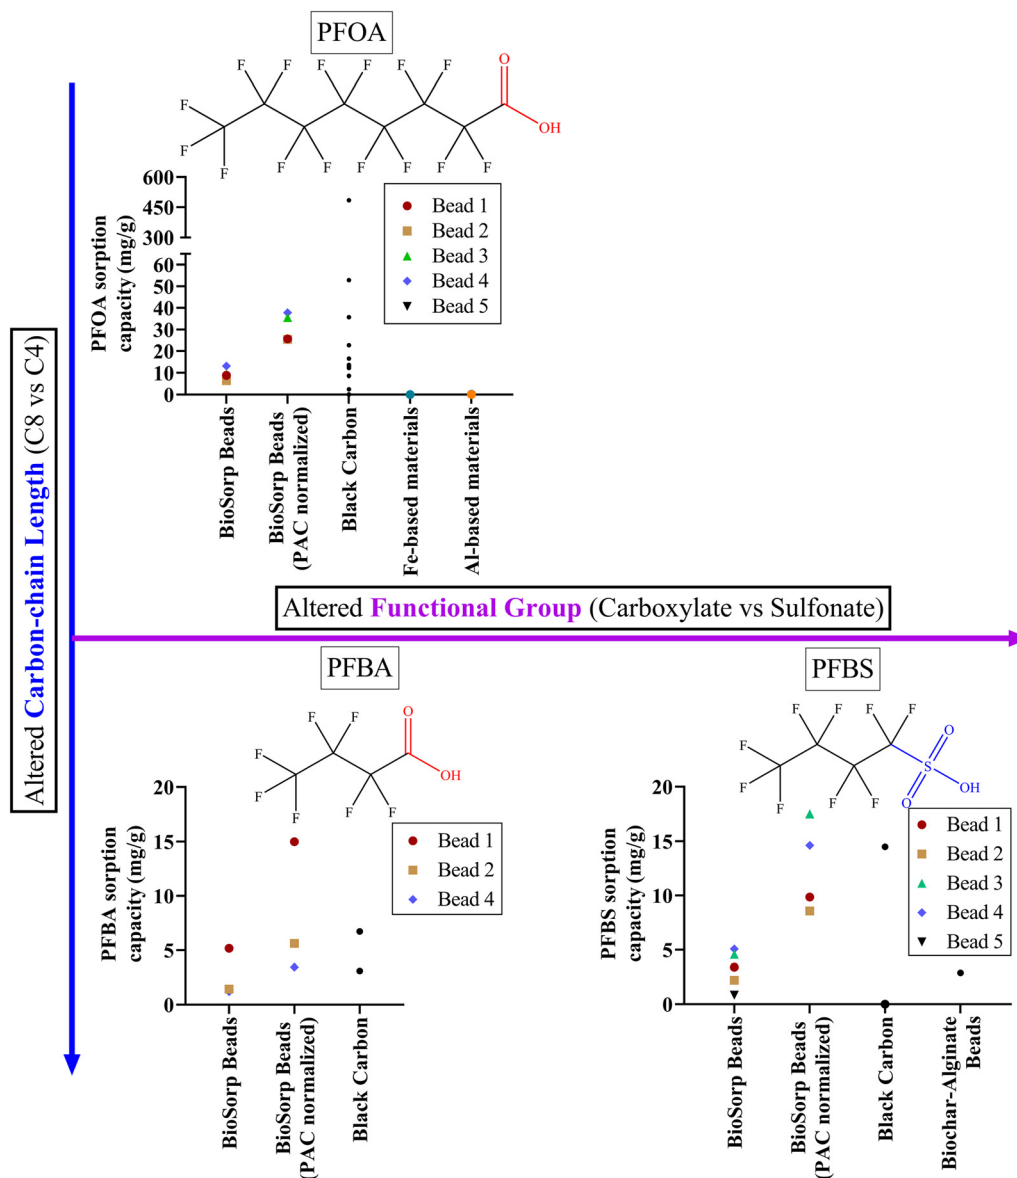 PFOA
F F F F F F O
F
F
F F F F F F F
OH
600
450
300
60
50
40
30
20
10
0
PFOA sorption
capacity (mg/g)
Bead 1
Bead 2
Bead 3
Bead 4
Bead 5
BioSorp Beads
BioSorp Beads
(PAC normalized)
Black Carbon
Fe-based materials
Al-based materials
Altered Carbon-chain Length (C8 vs C4)
Altered Functional Group (Carboxylate vs Sulfonate)
PFBA
F F O
F
F
F F F
OH
20
15
10
5
0
PFBA sorption
capacity (mg/g)
Bead 1
Bead 2
Bead 4
BioSorp Beads
BioSorp Beads
(PAC normalized)
Black Carbon
PFBS
F F F F O
F
F
F F F
S
O
OH
20
15
10
5
0
PFBS sorption
capacity (mg/g)
Bead 1
Bead 2
Bead 3
Bead 4
Bead 5
BioSorp Beads
BioSorp Beads
(PAC normalized)
Black Carbon
Biochar-Alginate
Beads